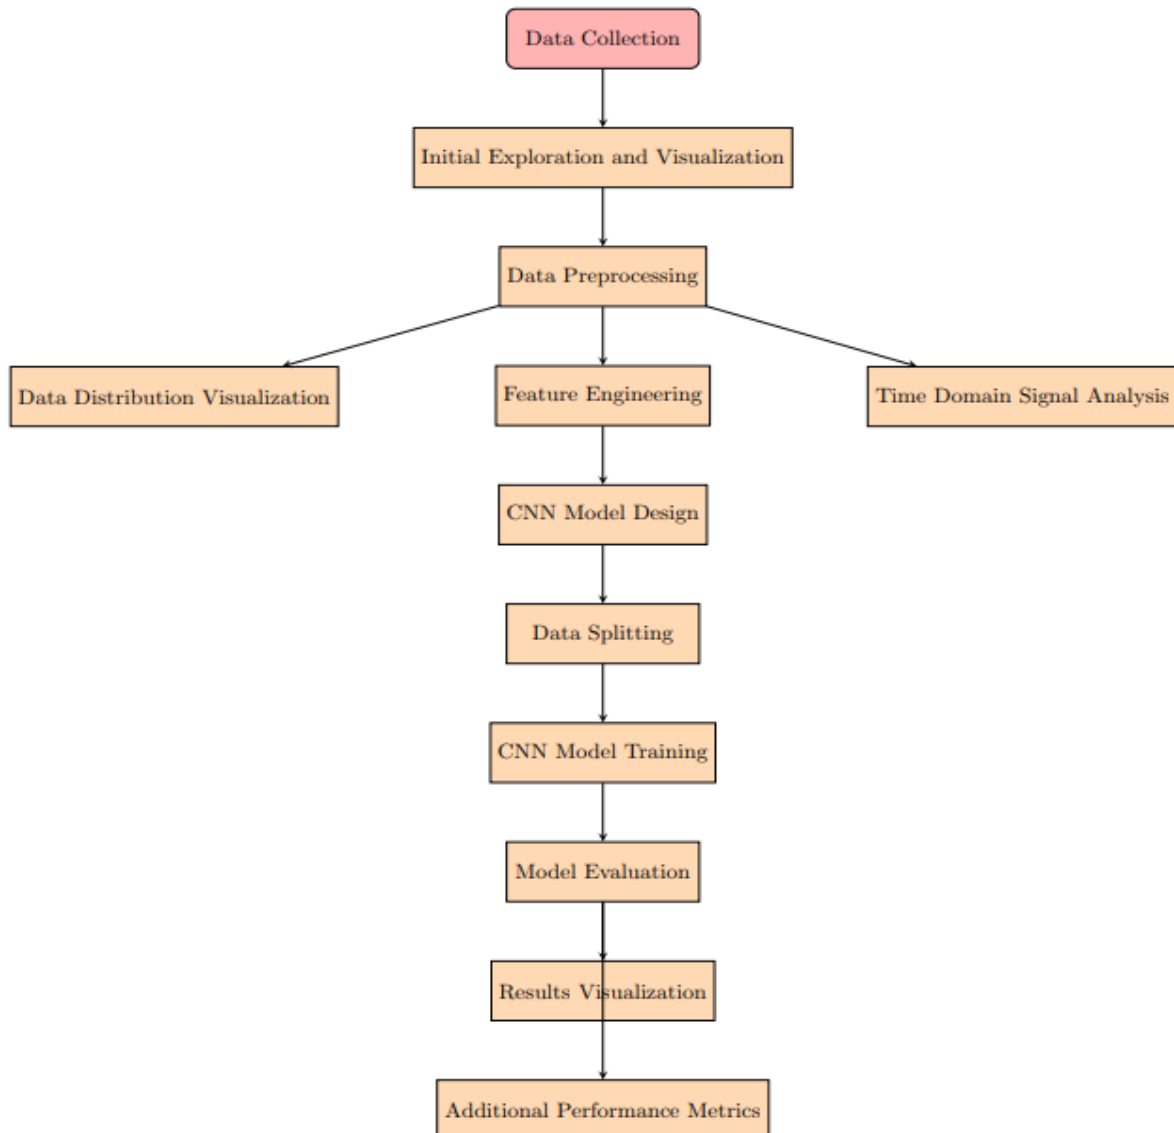 Data Collection
Initial Exploration and Visualization
Data Preprocessing
Data Distribution Visualization
Feature Engineering
Time Domain Signal Analysis
CNN Model Design
Data Splitting
CNN Model Training
Model Evaluation
Results Visualization
Additional Performance Metrics